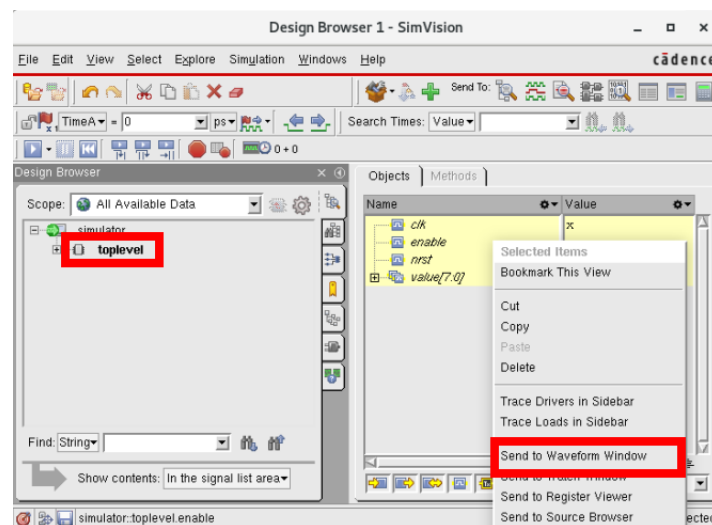 Design Browser 1 - SimVision
File Edit View Select Explore Simulation Windows Help cādence
Send To:
TimeA = 0 ps Search Times: Value
0 + 0
Design Browser
Scope: All Available Data
simulator
toplevel
Find: String
Show contents: In the signal list area
Objects Methods
Name Value
clk x
enable
nrst
value[7:0]
Selected Items
Bookmark This View
Cut
Copy
Paste
Delete
Trace Drivers in Sidebar
Trace Loads in Sidebar
Send to Waveform Window
Send to Watch Window
Send to Register Viewer
Send to Source Browser
simulator::toplevel.enable